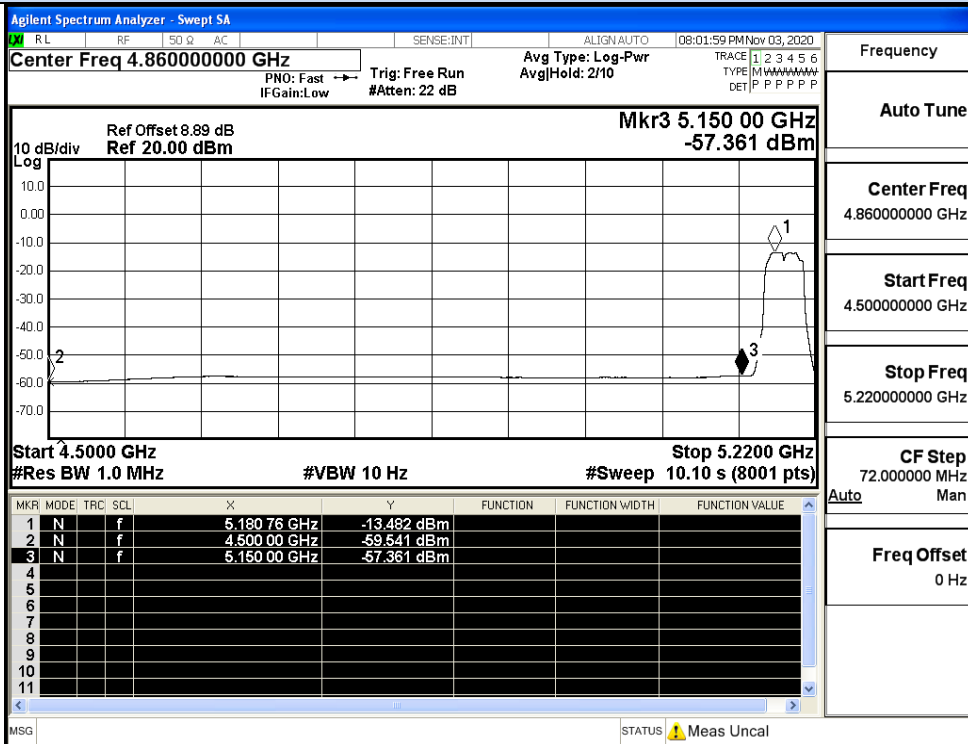 Agilent Spectrum Analyzer - Swept SA
LXI RL RF 50 Ω AC SENSE:INT ALIGN AUTO 08:01:59 PM Nov 03, 2020
Center Freq 4.860000000 GHz
PNO: Fast
IFGain:Low
Trig: Free Run
#Atten: 22 dB
Avg Type: Log-Pwr
Avg|Hold: 2/10
TRACE 1 2 3 4 5 6
TYPE M W W W W W
DET P P P P P P
Mkr3 5.150 00 GHz
-57.361 dBm
Ref Offset 8.89 dB
10 dB/div Ref 20.00 dBm
Log
10.0
0.00
-10.0
-20.0
-30.0
-40.0
-50.0
-60.0
-70.0
1
2
3
Start 4.5000 GHz Stop 5.2200 GHz
#Res BW 1.0 MHz #VBW 10 Hz #Sweep 10.10 s (8001 pts)
MKR MODE TRC SCL X Y FUNCTION FUNCTION WIDTH FUNCTION VALUE
1 N f 5.180 76 GHz -13.482 dBm
2 N f 4.500 00 GHz -59.541 dBm
3 N f 5.150 00 GHz -57.361 dBm
4
5
6
7
8
9
10
11
MSG STATUS Meas Uncal
Frequency
Auto Tune
Center Freq
4.860000000 GHz
Start Freq
4.500000000 GHz
Stop Freq
5.220000000 GHz
CF Step
72.000000 MHz
Auto Man
Freq Offset
0 Hz